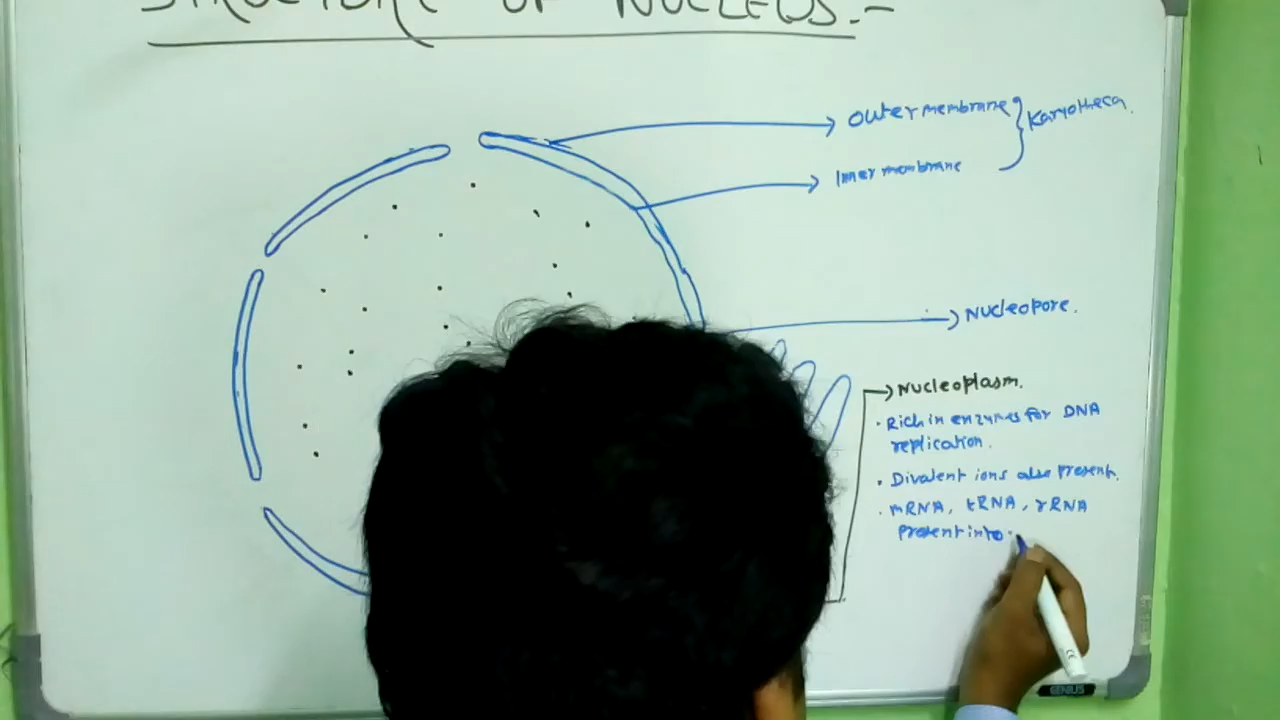 STRUCTURE OF NUCLEUS.-
Outer membrane
Karyotheca.
Inner membrane
Nucleopore.
Nucleoplasm.
. Rich in enzymes for DNA
replication.
. Divalent ions also present.
. mRNA, tRNA, rRNA
Present into
GENIUS